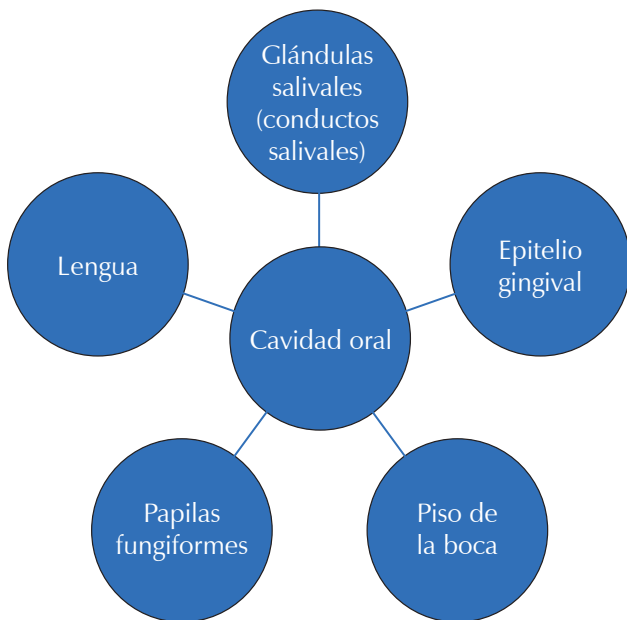 Glándulas
salivales
(conductos
salivales)
Lengua
Epitelio
gingival
Cavidad oral
Papilas
fungiformes
Piso de
la boca